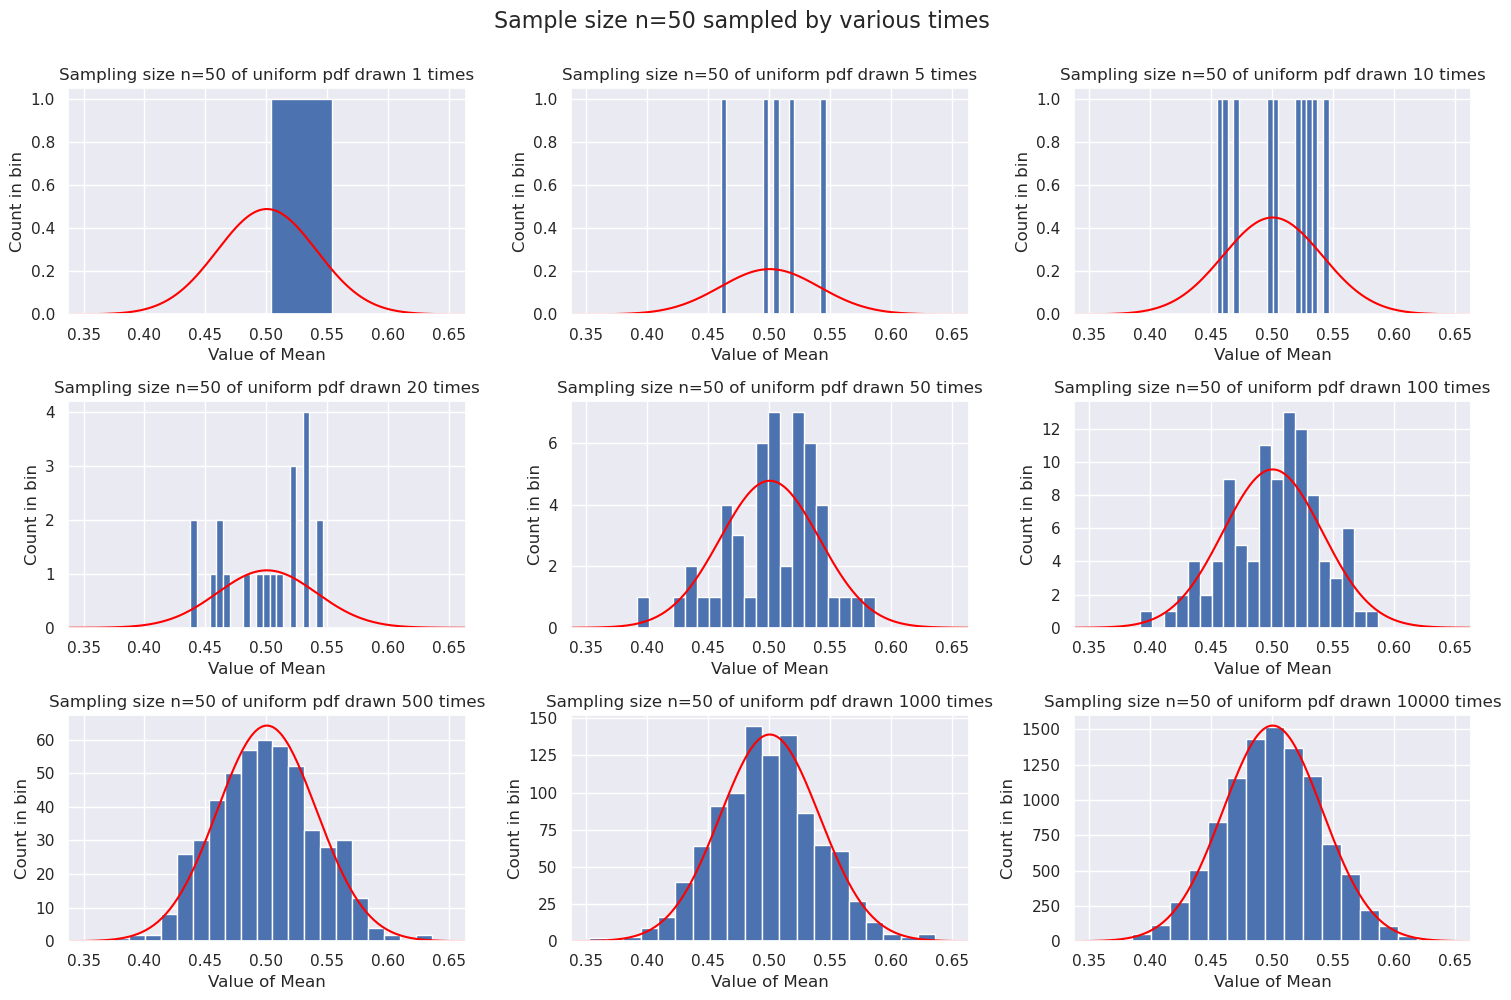 Sample size n=50 sampled by various times
Sampling size n=50 of uniform pdf drawn 1 times
Count in bin
1.0
0.8
0.6
0.4
0.2
0.0
0.35 0.40 0.45 0.50 0.55 0.60 0.65
Value of Mean
Sampling size n=50 of uniform pdf drawn 5 times
Count in bin
1.0
0.8
0.6
0.4
0.2
0.0
0.35 0.40 0.45 0.50 0.55 0.60 0.65
Value of Mean
Sampling size n=50 of uniform pdf drawn 10 times
Count in bin
1.0
0.8
0.6
0.4
0.2
0.0
0.35 0.40 0.45 0.50 0.55 0.60 0.65
Value of Mean
Sampling size n=50 of uniform pdf drawn 20 times
Count in bin
4
3
2
1
0
0.35 0.40 0.45 0.50 0.55 0.60 0.65
Value of Mean
Sampling size n=50 of uniform pdf drawn 50 times
Count in bin
6
4
2
0
0.35 0.40 0.45 0.50 0.55 0.60 0.65
Value of Mean
Sampling size n=50 of uniform pdf drawn 100 times
Count in bin
12
10
8
6
4
2
0
0.35 0.40 0.45 0.50 0.55 0.60 0.65
Value of Mean
Sampling size n=50 of uniform pdf drawn 500 times
Count in bin
60
50
40
30
20
10
0
0.35 0.40 0.45 0.50 0.55 0.60 0.65
Value of Mean
Sampling size n=50 of uniform pdf drawn 1000 times
Count in bin
150
125
100
75
50
25
0
0.35 0.40 0.45 0.50 0.55 0.60 0.65
Value of Mean
Sampling size n=50 of uniform pdf drawn 10000 times
Count in bin
1500
1250
1000
750
500
250
0
0.35 0.40 0.45 0.50 0.55 0.60 0.65
Value of Mean